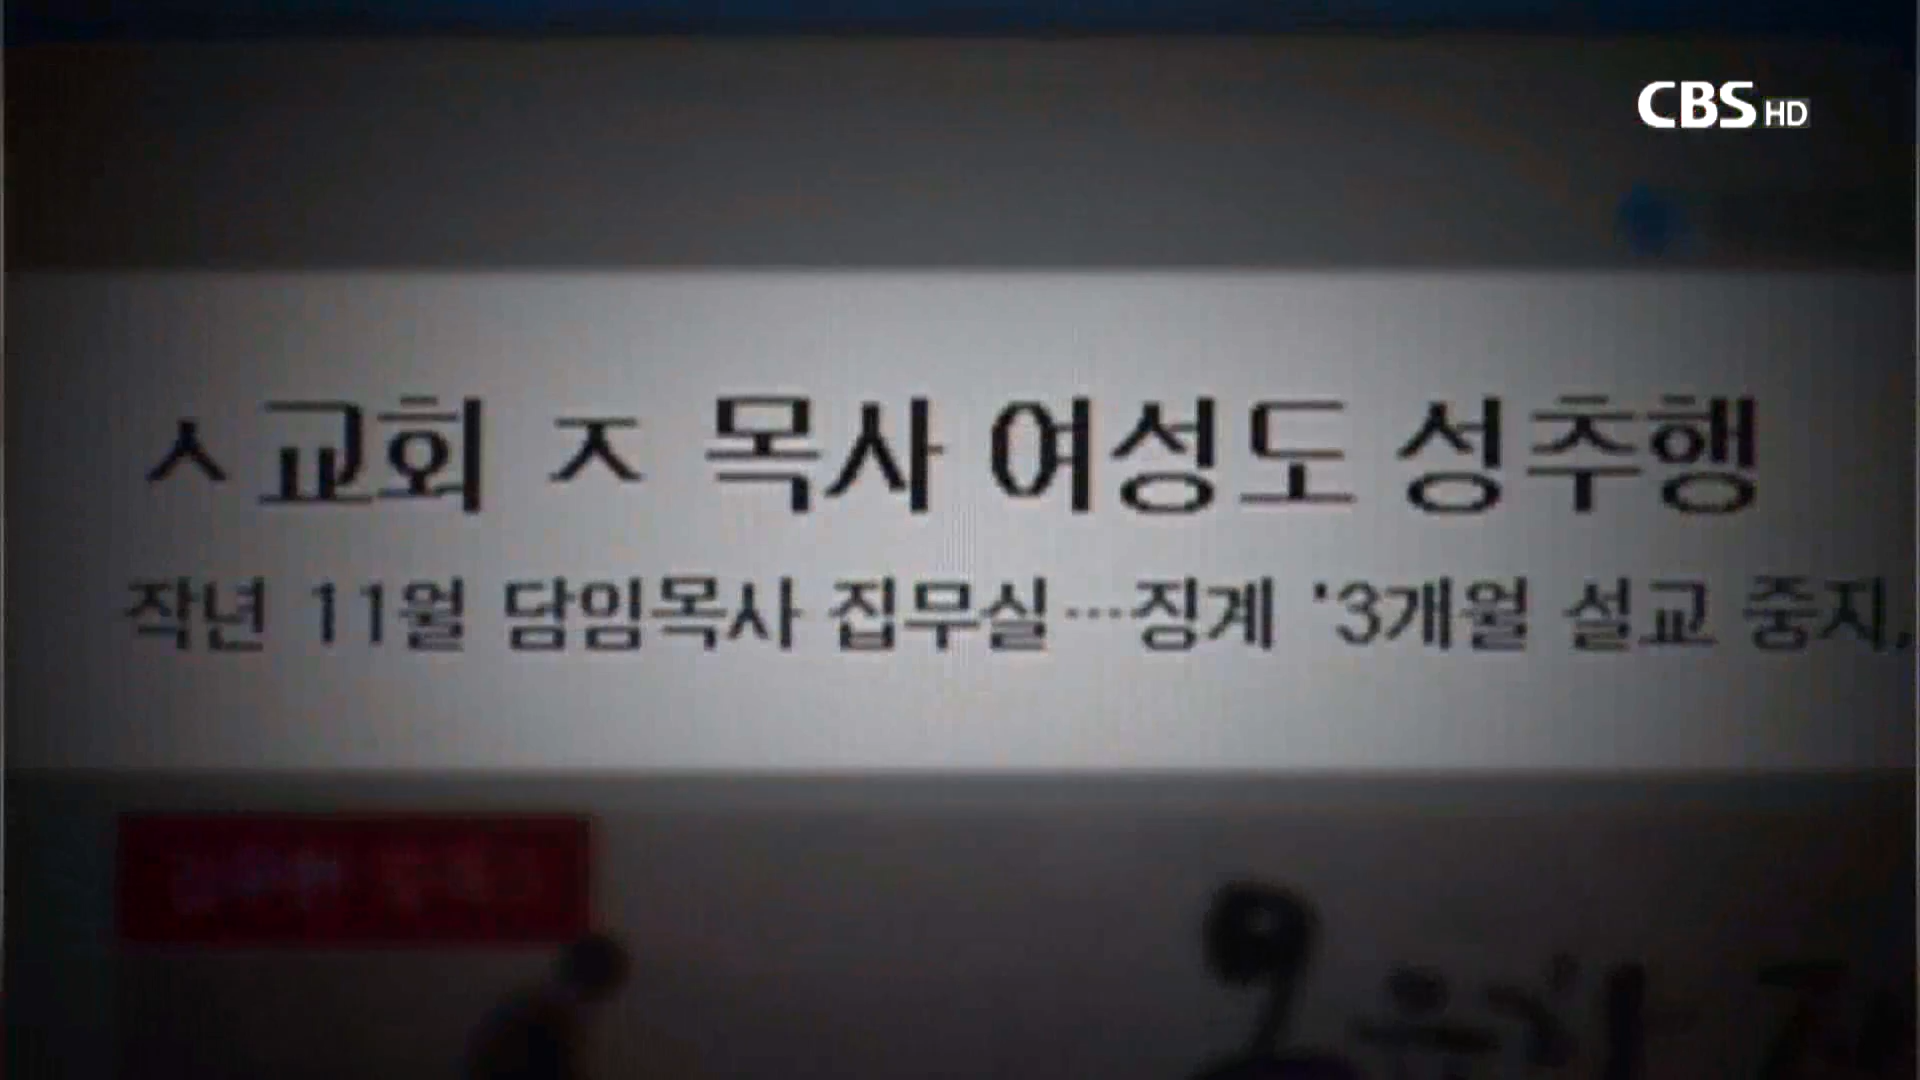 CBS HD
ㅅ교회 ㅈ 목사 여성도 성추행
작년 11월 담임목사 집무실…징계 '3개월 설교 중지,